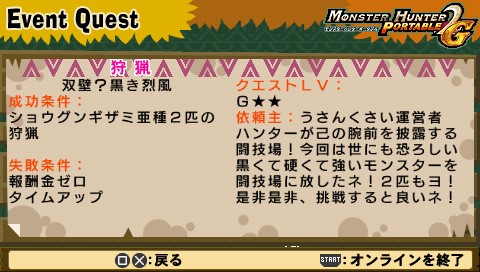 Event Quest
MONSTER HUNTER
PORTABLE 2nd G
狩猟
双壁？黒き烈風
成功条件：
ショウグンギザミ亜種２匹の
狩猟
失敗条件：
報酬金ゼロ
タイムアップ
クエストＬＶ：
Ｇ★★
依頼主：うさんくさい運営者
ハンターが己の腕前を披露する
闘技場！今回は世にも恐ろしい
黒くて硬くて強いモンスターを
闘技場に放したネ！２匹もヨ！
是非是非、挑戦すると良いネ！
□×:戻る
START:オンラインを終了